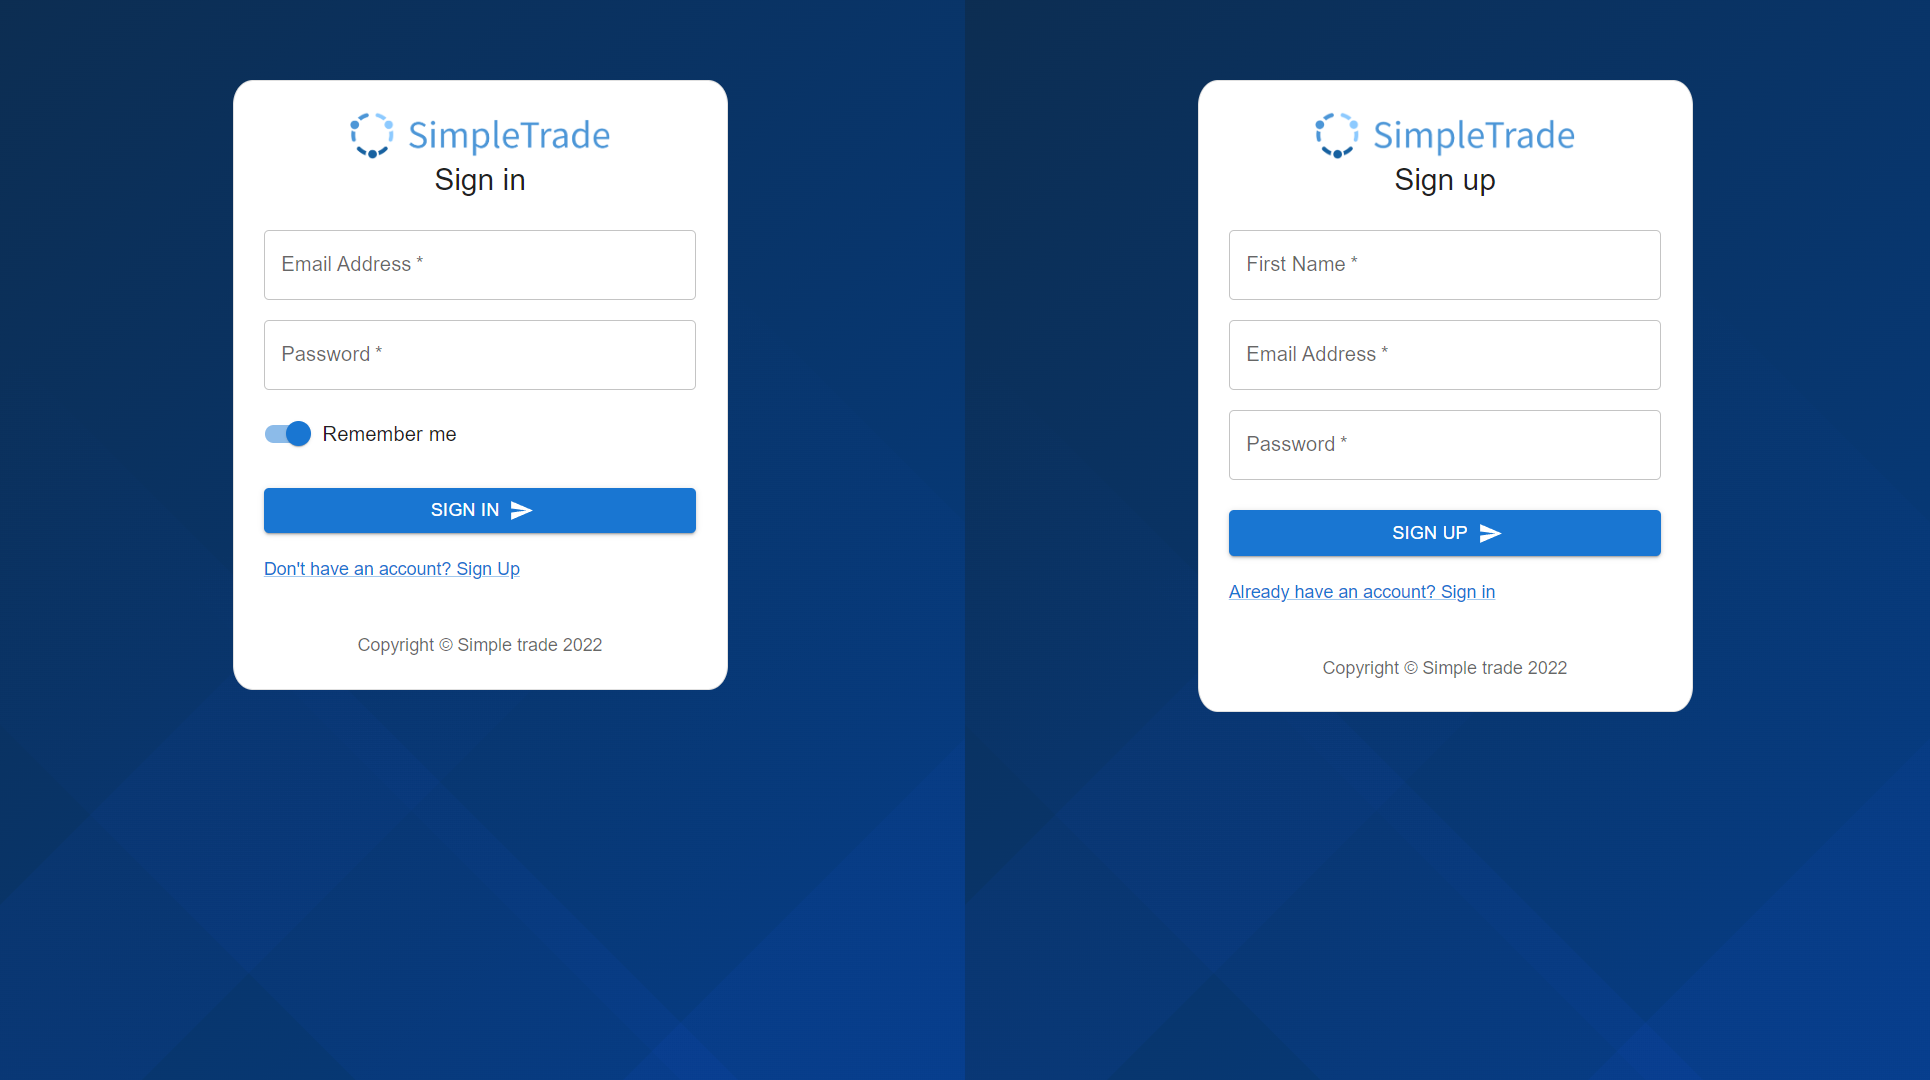 SimpleTrade
Sign in
Email Address *
Password *
Remember me
SIGN IN
Don't have an account? Sign Up
Copyright © Simple trade 2022
SimpleTrade
Sign up
First Name *
Email Address *
Password *
SIGN UP
Already have an account? Sign in
Copyright © Simple trade 2022